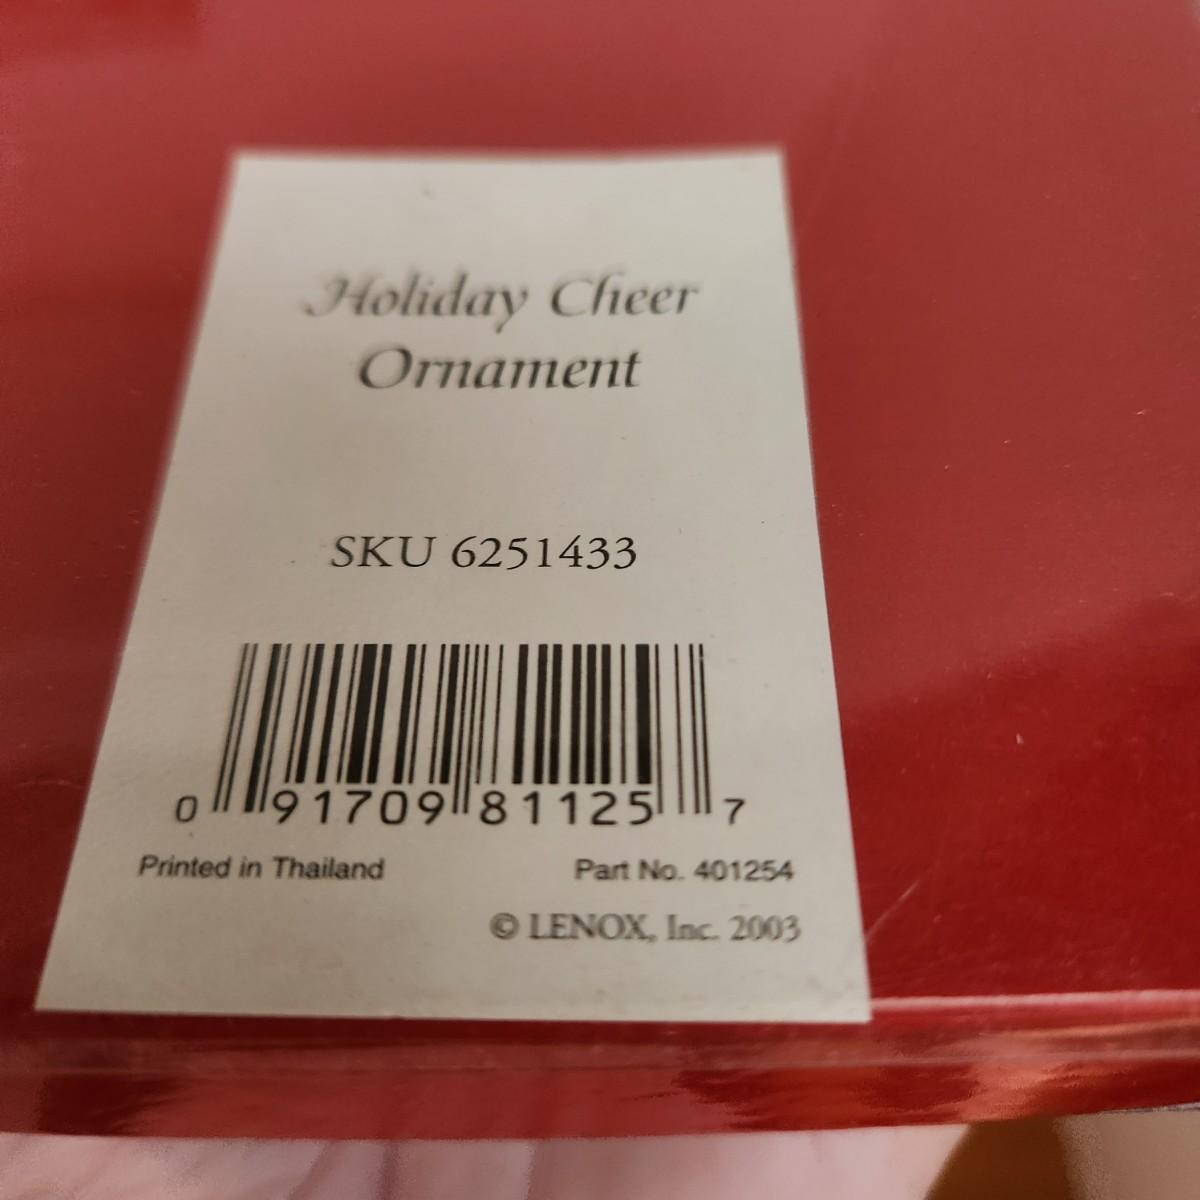 Holiday Cheer
Ornament
SKU 6251433
0 91709 81125 7
Printed in Thailand
Part No. 401254
© LENOX, Inc. 2003